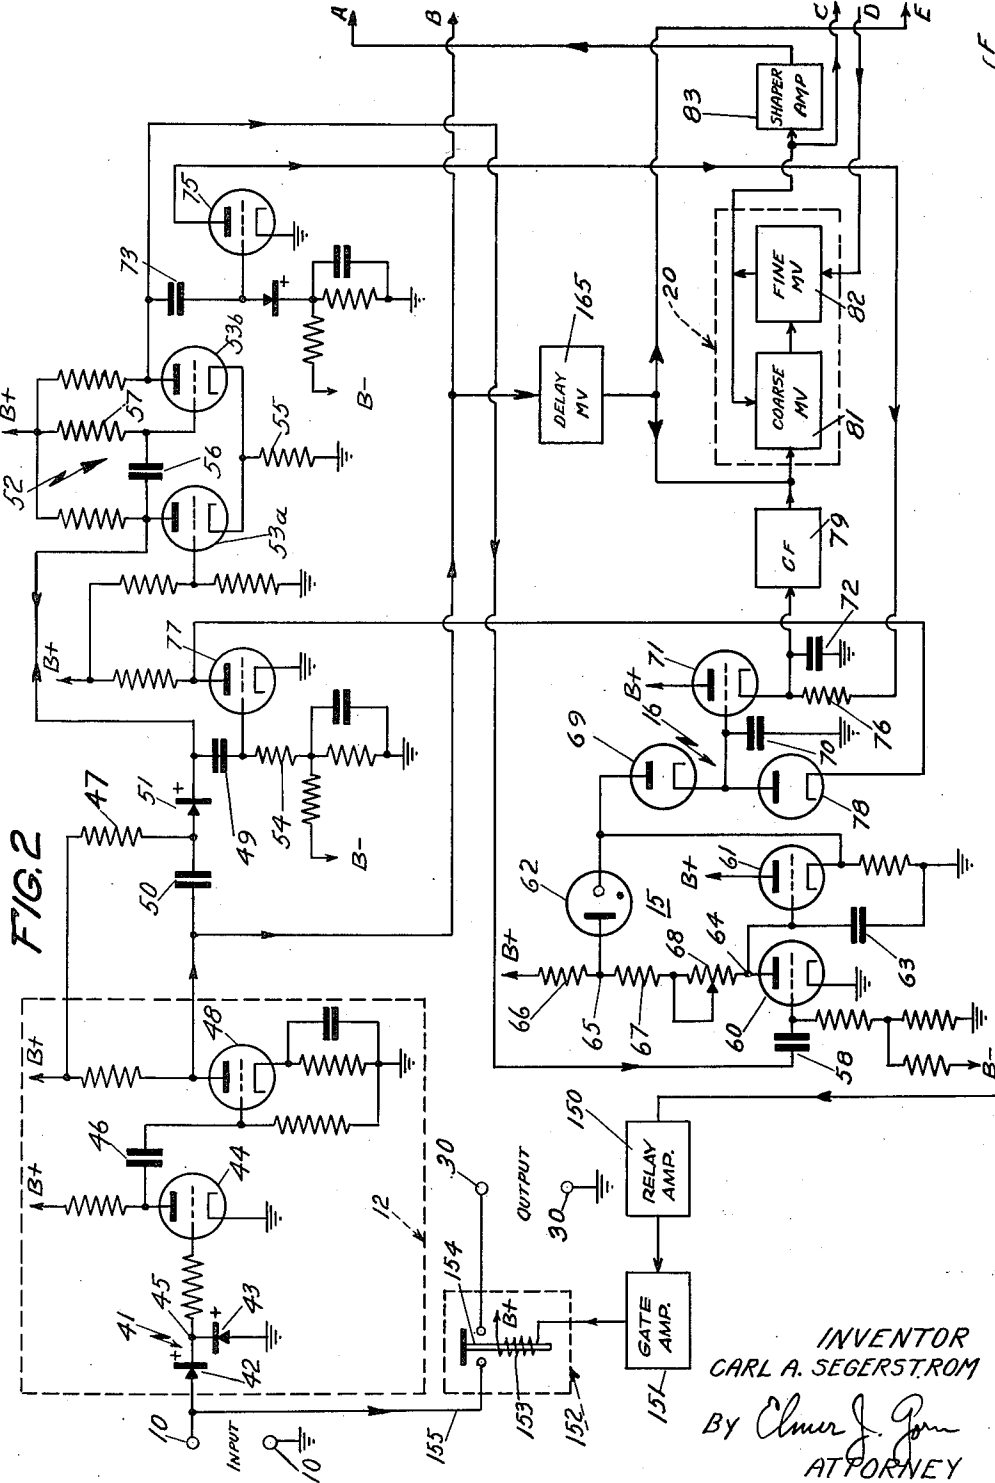 FIG. 2
A
B
C
D
E
(F
SHAPER
AMP
83
75
73
53b
B+
57
52
56
55
53a
B-
DELAY
MV
165
20
FINE
MV
82
COARSE
MV
81
CF
79
72
77
B+
51
47
49
54
B-
50
71
B+
16
69
70
76
78
62
15
61
B+
B+
68
64
63
66
65
67
60
58
B-
B+
48
46
B+
44
12
45
41
43
42
+
10
INPUT
10
30
OUTPUT
30
154
B+
153
152
155
150
RELAY
AMP.
GATE
AMP.
151
INVENTOR
CARL A. SEGERSTROM
BY Elmer J. Gorn
ATTORNEY